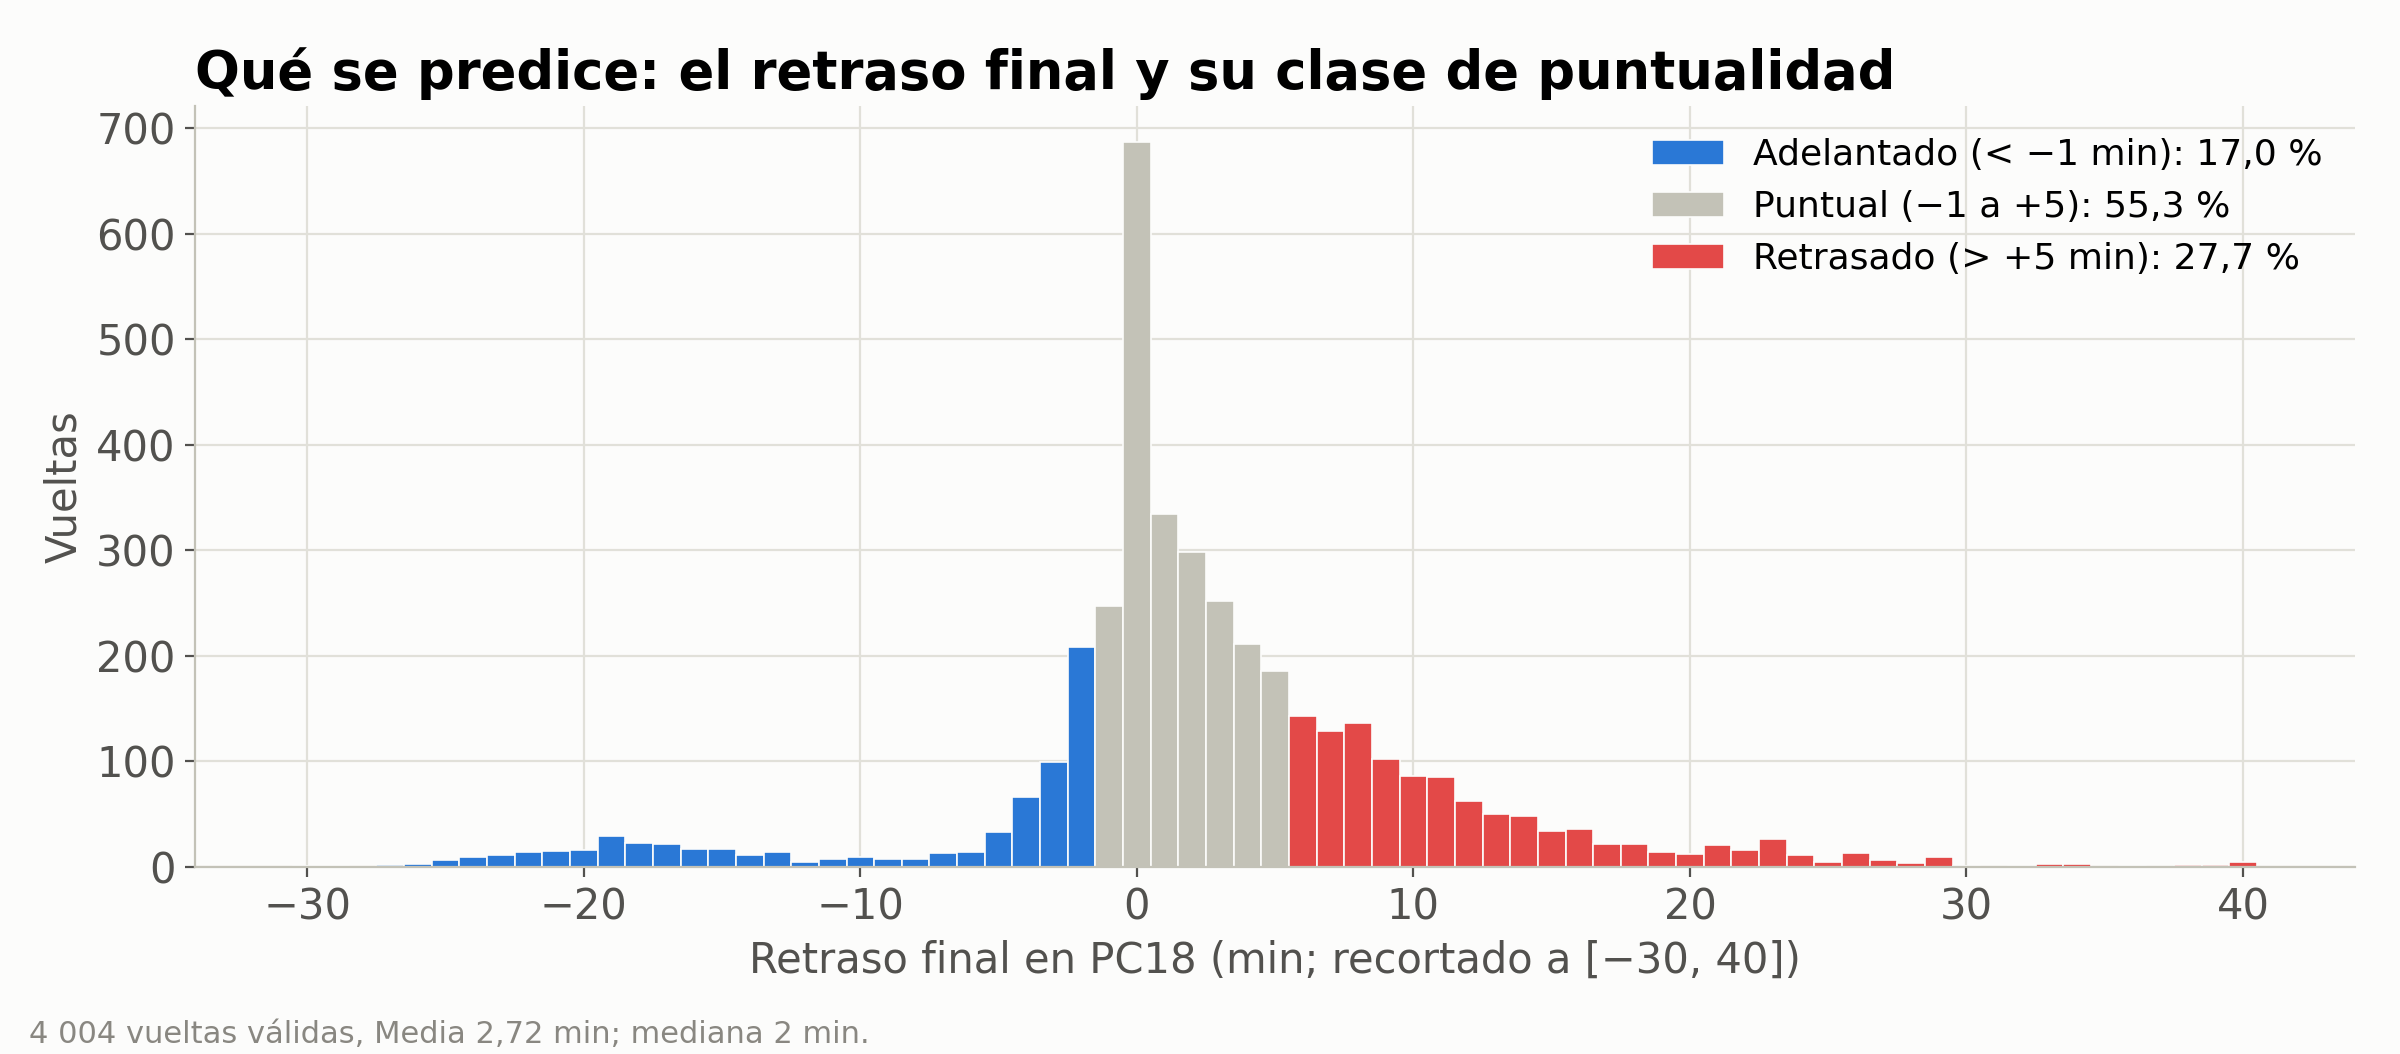 Qué se predice: el retraso final y su clase de puntualidad
Adelantado (< −1 min): 17,0 %
Puntual (−1 a +5): 55,3 %
Retrasado (> +5 min): 27,7 %
Vueltas
700
600
500
400
300
200
100
0
−30
−20
−10
0
10
20
30
40
Retraso final en PC18 (min; recortado a [−30, 40])
4 004 vueltas válidas, Media 2,72 min; mediana 2 min.